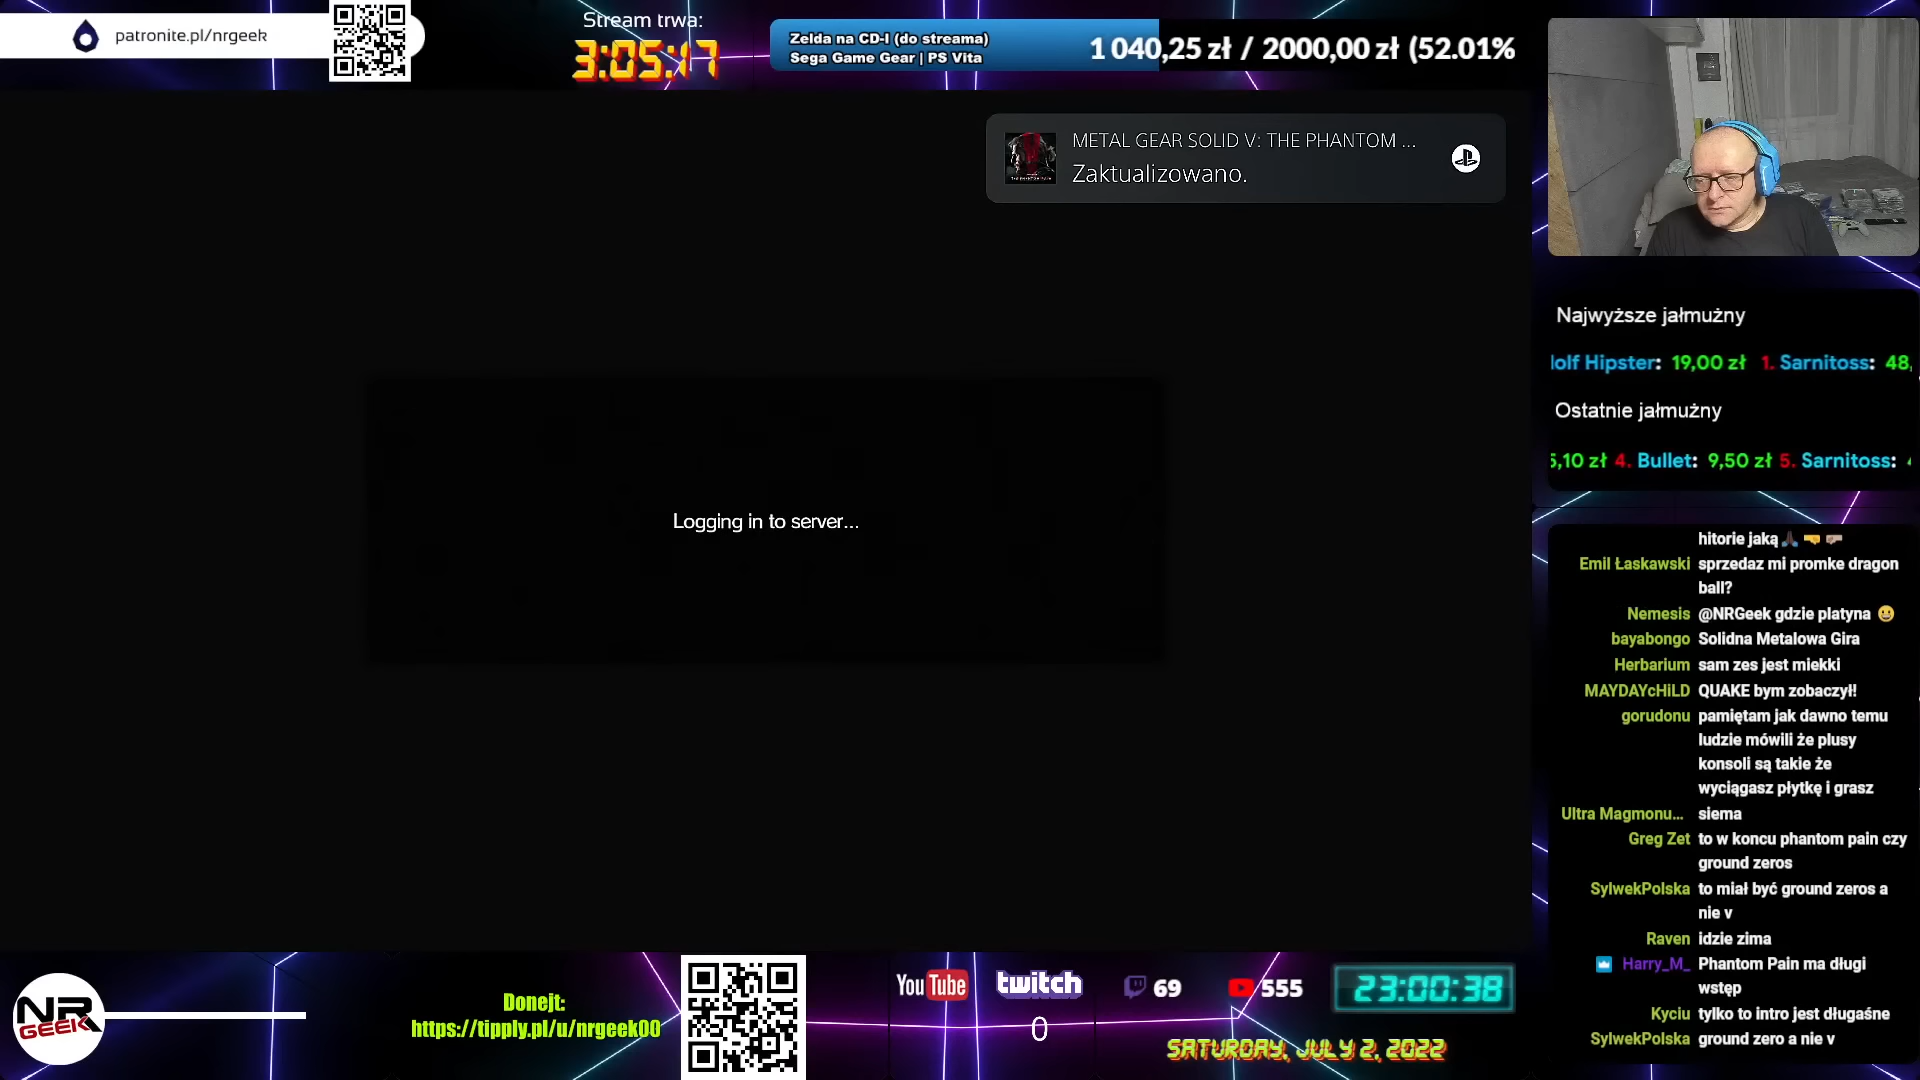 patronite.pl/nrgeek
Stream trwa:
3:05:17
Zelda na CD-I (do streama)
Sega Game Gear | PS Vita
1 040,25 zł / 2000,00 zł (52.01%
METAL GEAR SOLID V: THE PHANTOM ...
Zaktualizowano.
Logging in to server...
Najwyższe jałmużny
lolf Hipster: 19,00 zł 1. Sarnitoss: 48,
Ostatnie jałmużny
5,10 zł 4. Bullet: 9,50 zł 5. Sarnitoss:
hitorie jaką
Emil Łaskawski sprzedaz mi promke dragon
ball?
Nemesis @NRGeek gdzie platyna 😀
bayabongo Solidna Metalowa Gira
Herbarium sam zes jest miekki
MAYDAYcHiLD QUAKE bym zobaczył!
gorudonu pamiętam jak dawno temu
ludzie mówili że plusy
konsoli są takie że
wyciągasz płytkę i grasz
Ultra Magmonu... siema
Greg Zet to w koncu phantom pain czy
ground zeros
SylwekPolska to miał być ground zeros a
nie v
Raven idzie zima
Harry_M_ Phantom Pain ma długi
wstęp
Kyciu tylko to intro jest długaśne
SylwekPolska ground zero a nie v
NR
GEEK
Donejt:
https://tipply.pl/u/nrgeek00
YouTube
twitch
69
555
0
23:00:38
SATURDAY, JULY 2, 2022